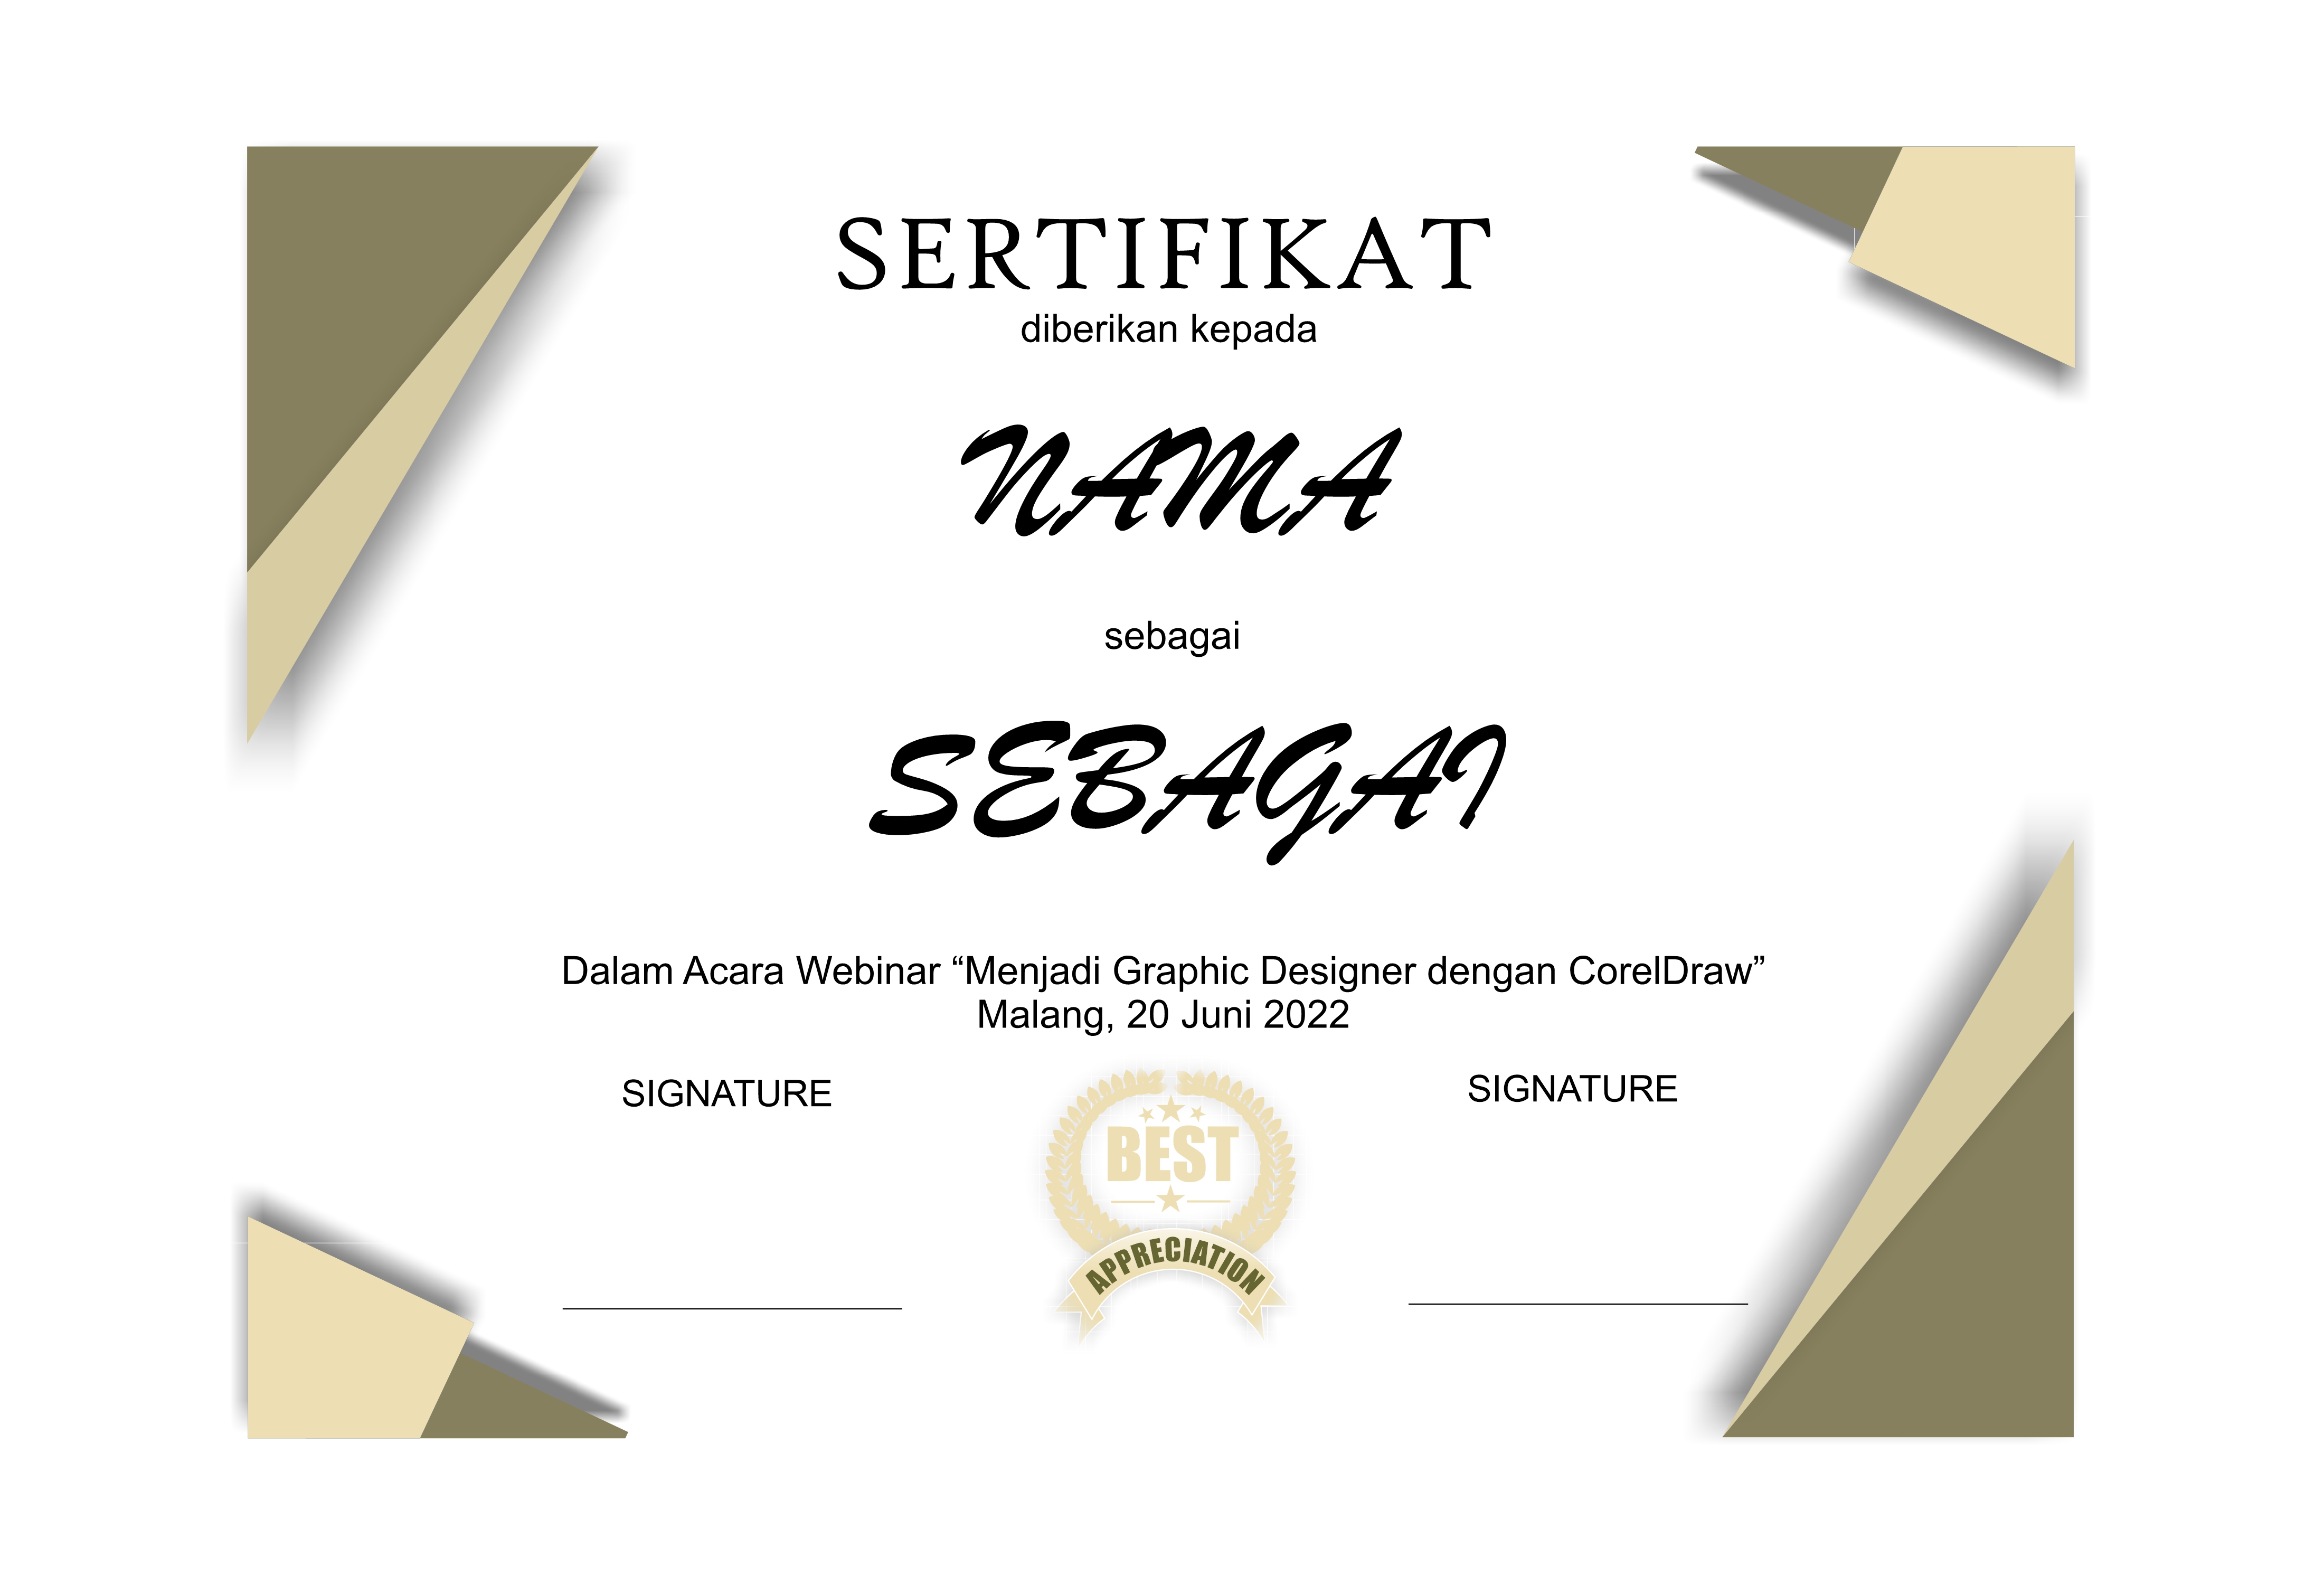 SERTIFIKAT
diberikan kepada
NAMA
sebagai
SEBAGAI
Dalam Acara Webinar “Menjadi Graphic Designer dengan CorelDraw”
Malang, 20 Juni 2022
SIGNATURE
SIGNATURE
BEST
APPRECIATION